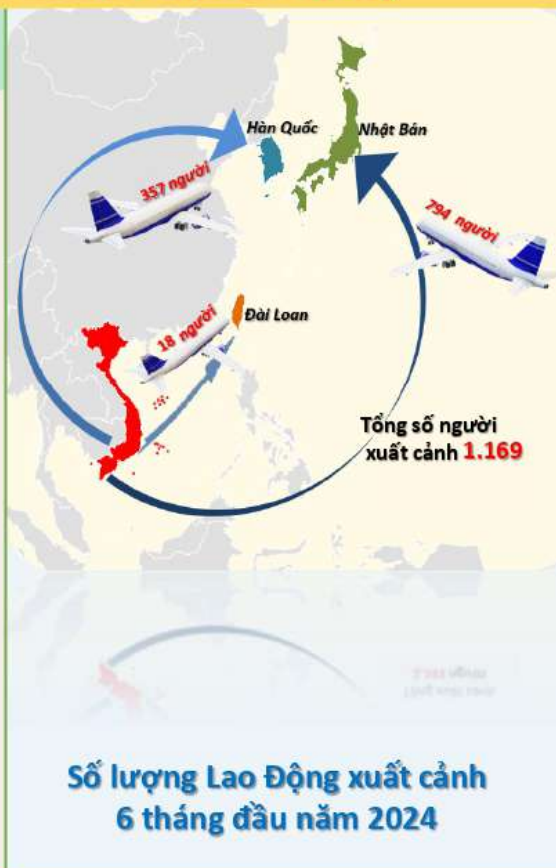 Hàn Quốc
Nhật Bản
357 người
794 người
Đài Loan
18 người
Tổng số người
xuất cảnh 1.169
Số lượng Lao Động xuất cảnh
6 tháng đầu năm 2024